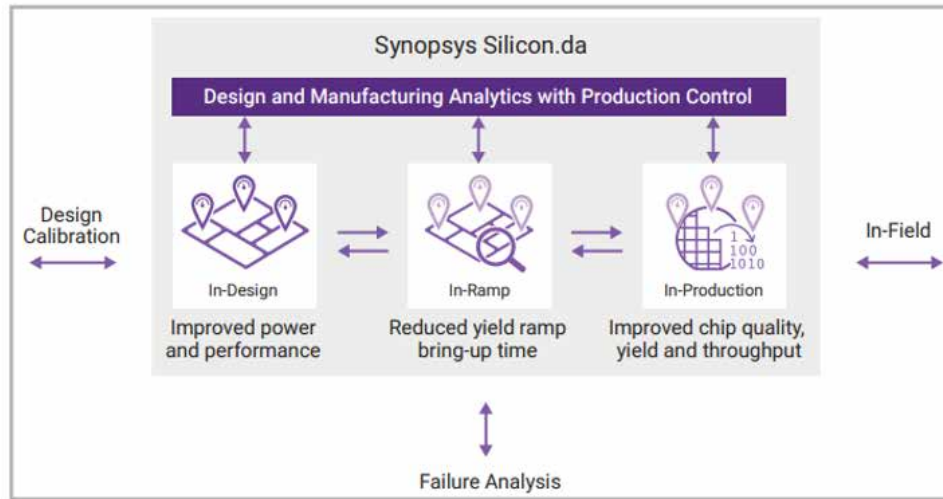 Synopsys Silicon.da
Design and Manufacturing Analytics with Production Control
Design
Calibration
In-Design
Improved power
and performance
In-Ramp
Reduced yield ramp
bring-up time
1
100
1010
In-Production
Improved chip quality,
yield and throughput
In-Field
Failure Analysis